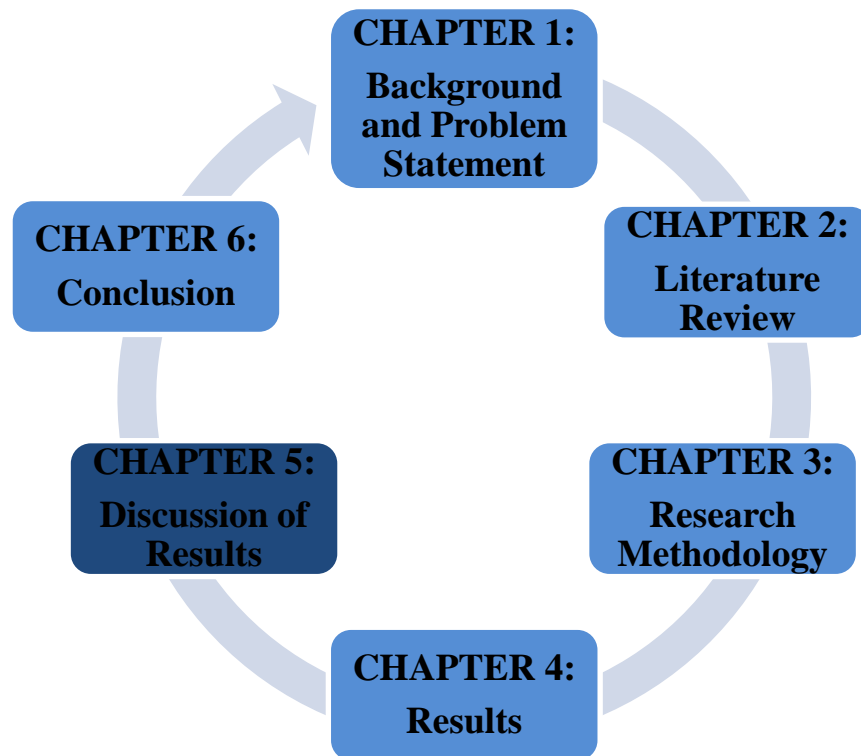 CHAPTER 1:
Background
and Problem
Statement
CHAPTER 2:
Literature
Review
CHAPTER 3:
Research
Methodology
CHAPTER 4:
Results
CHAPTER 5:
Discussion of
Results
CHAPTER 6:
Conclusion